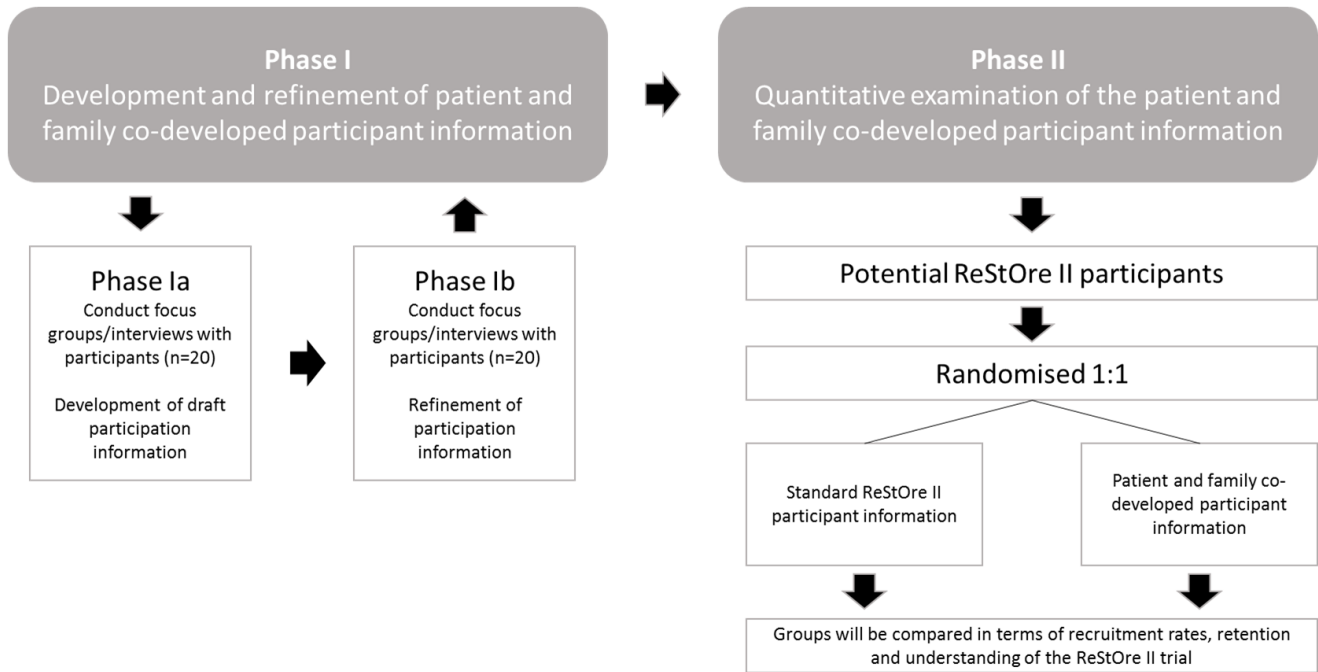 Phase I
Development and refinement of patient and
family co-developed participant information
Phase II
Quantitative examination of the patient and
family co-developed participant information
Phase Ia
Conduct focus
groups/interviews with
participants (n=20)
Development of draft
participation
information
Phase Ib
Conduct focus
groups/interviews with
participants (n=20)
Refinement of
participation
information
Potential ReStOre II participants
Randomised 1:1
Standard ReStOre II
participant information
Patient and family co-
developed participant
information
Groups will be compared in terms of recruitment rates, retention
and understanding of the ReStOre II trial